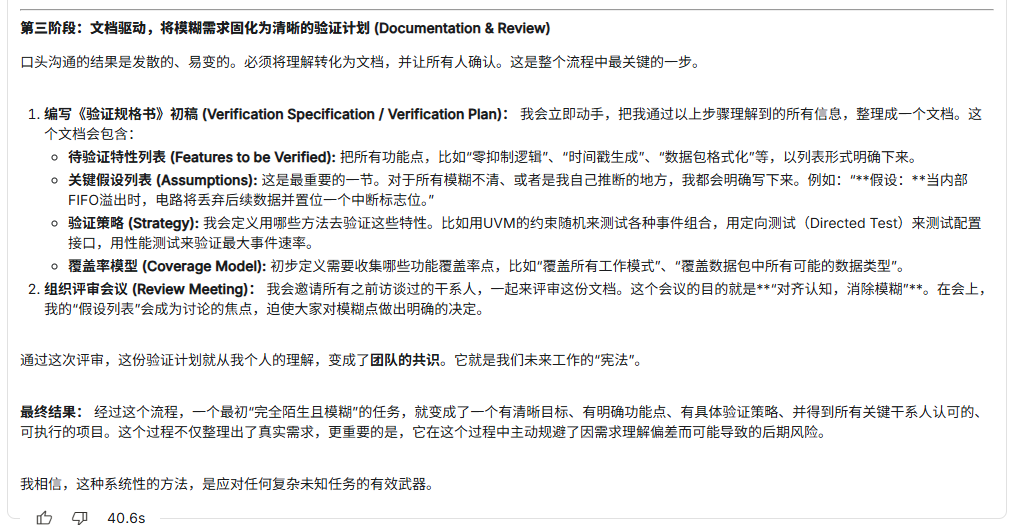 第三阶段：文档驱动，将模糊需求固化为清晰的验证计划 (Documentation & Review)
口头沟通的结果是发散的、易变的。必须将理解转化为文档，并让所有人确认。这是整个流程中最关键的一步。
1. 编写《验证规格书》初稿 (Verification Specification / Verification Plan)： 我会立即动手，把我通过以上步骤理解到的所有信息，整理成一个文档。这
个文档会包含：
○ 待验证特性列表 (Features to be Verified): 把所有功能点，比如“零抑制逻辑”、“时间戳生成”、“数据包格式化”等，以列表形式明确下来。
○ 关键假设列表 (Assumptions): 这是最重要的一节。对于所有模糊不清、或者是我自己推断的地方，我都会明确写下来。例如：“**假设：**当内部
FIFO溢出时，电路将丢弃后续数据并置位一个中断标志位。”
○ 验证策略 (Strategy): 我会定义用哪些方法去验证这些特性。比如用UVM的约束随机来测试各种事件组合，用定向测试（Directed Test）来测试配置
接口，用性能测试来验证最大事件速率。
○ 覆盖率模型 (Coverage Model): 初步定义需要收集哪些功能覆盖率点，比如“覆盖所有工作模式”、“覆盖数据包中所有可能的数据类型”。
2. 组织评审会议 (Review Meeting)： 我会邀请所有之前访谈过的干系人，一起来评审这份文档。这个会议的目的就是**“对齐认知，消除模糊”**。在会上，
我的“假设列表”会成为讨论的焦点，迫使大家对模糊点做出明确的决定。
通过这次评审，这份验证计划就从我个人的理解，变成了团队的共识。它就是我们未来工作的“宪法”。
最终结果： 经过这个流程，一个最初“完全陌生且模糊”的任务，就变成了一个有清晰目标、有明确功能点、有具体验证策略、并得到所有关键干系人认可的、
可执行的项目。这个过程不仅整理出了真实需求，更重要的是，它在这个过程中主动规避了因需求理解偏差而可能导致的后期风险。
我相信，这种系统性的方法，是应对任何复杂未知任务的有效武器。
40.6s